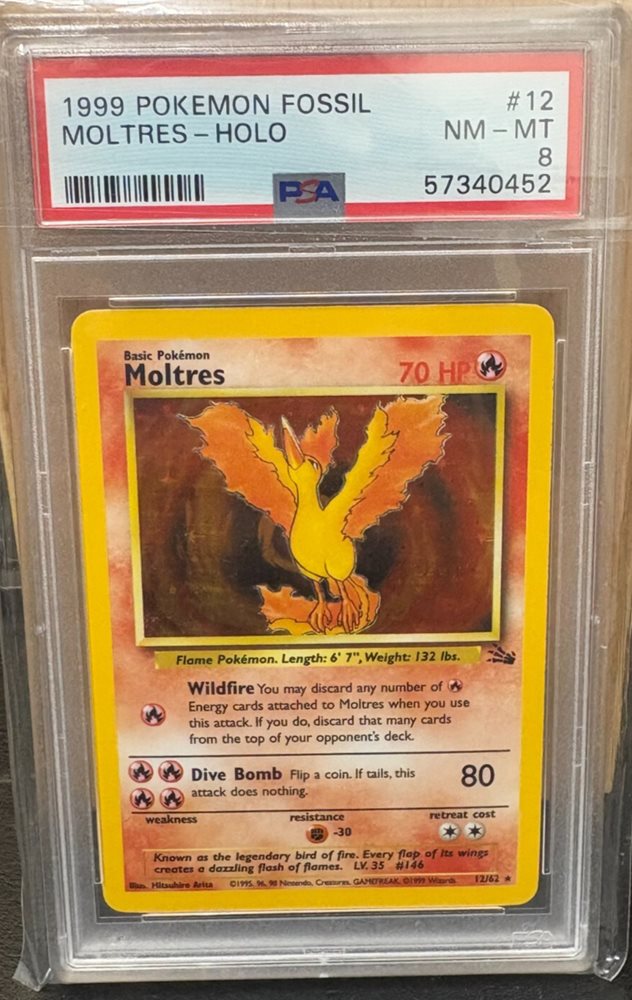 1999 POKEMON FOSSIL #12
MOLTRES - HOLO NM - MT
8
PSA 57340452
Basic Pokémon
Moltres 70 HP
Flame Pokémon. Length: 6' 7", Weight: 132 lbs.
Wildfire You may discard any number of
Energy cards attached to Moltres when you use
this attack. If you do, discard that many cards
from the top of your opponent's deck.
Dive Bomb Flip a coin. If tails, this 80
attack does nothing.
weakness resistance retreat cost
-30
Known as the legendary bird of fire. Every flap of its wings
creates a dazzling flash of flames. LV. 35 #146
Illus. Mitsuhiro Arita ©1995, 96, 98 Nintendo, Creatures, GAMEFREAK. ©1999 Wizards. 12/62 ★